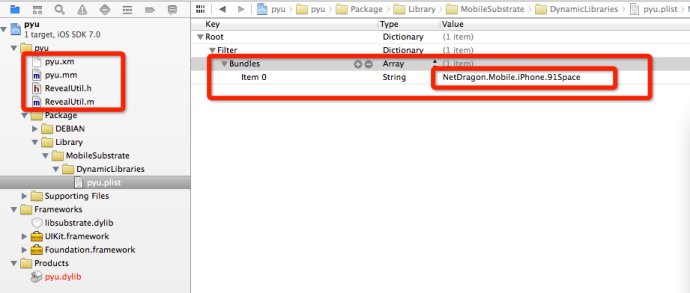 pyu
1 target, iOS SDK 7.0
pyu
pyu.xm
pyu.mm
RevealUtil.h
RevealUtil.m
Package
DEBIAN
Library
MobileSubstrate
DynamicLibraries
pyu.plist
Supporting Files
Frameworks
libsubstrate.dylib
UIKit.framework
Foundation.framework
Products
pyu.dylib
pyu pyu Package Library MobileSubstrate DynamicLibraries pyu.plist
Key Type Value
Root Dictionary (1 item)
Filter Dictionary (1 item)
Bundles Array (1 item)
Item 0 String NetDragon.Mobile.iPhone.91Space